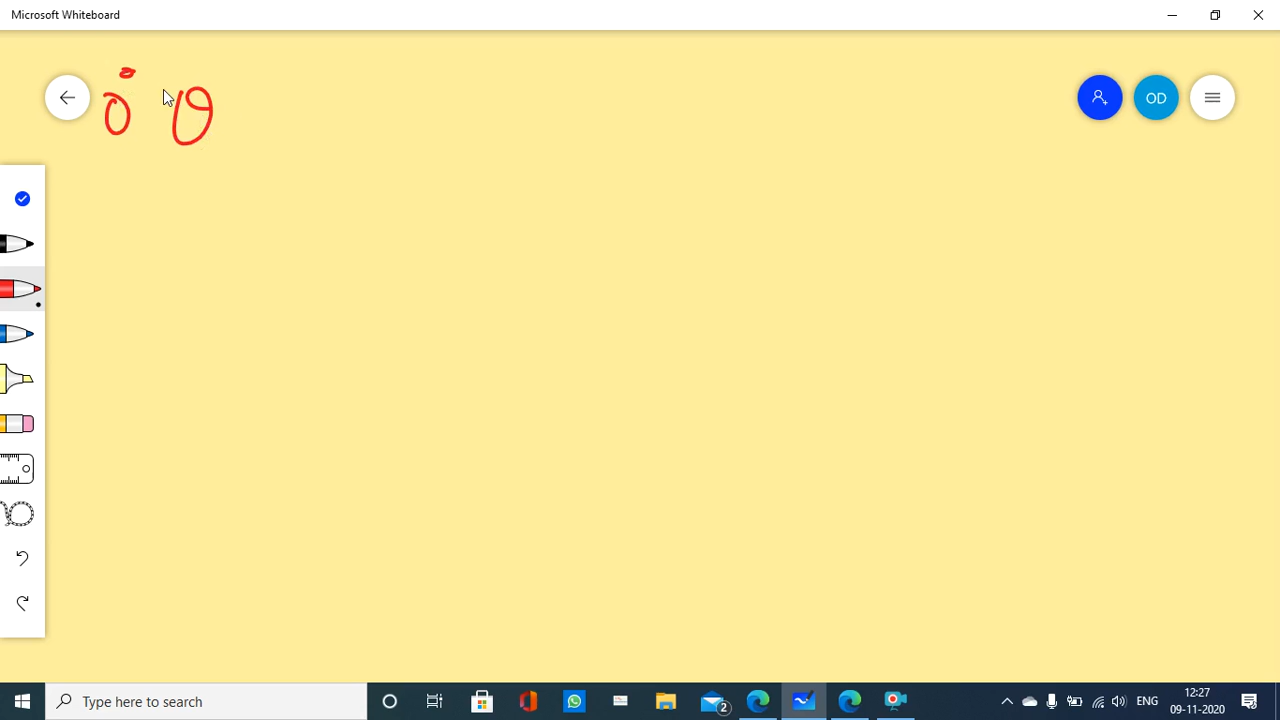 Microsoft Whiteboard
OD
Type here to search
2
ENG
12:27
09-11-2020